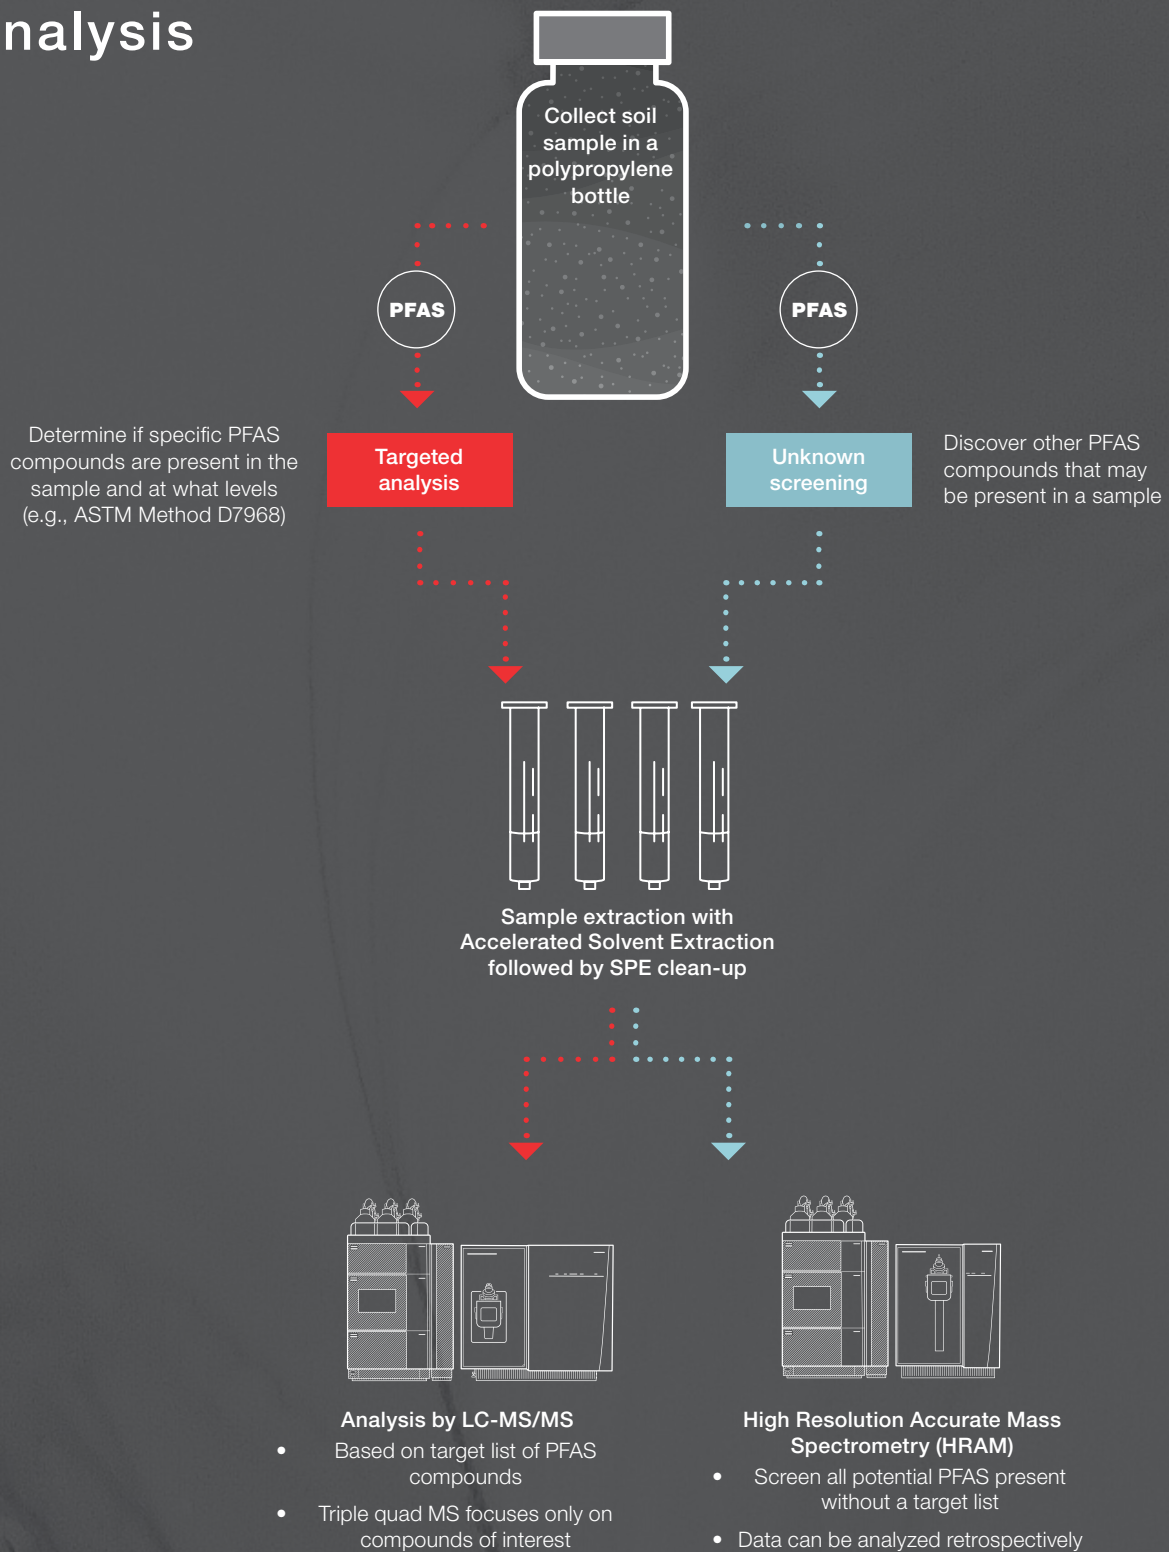 nalysis
Collect soil
sample in a
polypropylene
bottle
PFAS
PFAS
Determine if specific PFAS
compounds are present in the
sample and at what levels
(e.g., ASTM Method D7968)
Targeted
analysis
Unknown
screening
Discover other PFAS
compounds that may
be present in a sample
Sample extraction with
Accelerated Solvent Extraction
followed by SPE clean-up
Analysis by LC-MS/MS
• Based on target list of PFAS
compounds
• Triple quad MS focuses only on
compounds of interest
High Resolution Accurate Mass
Spectrometry (HRAM)
• Screen all potential PFAS present
without a target list
• Data can be analyzed retrospectively